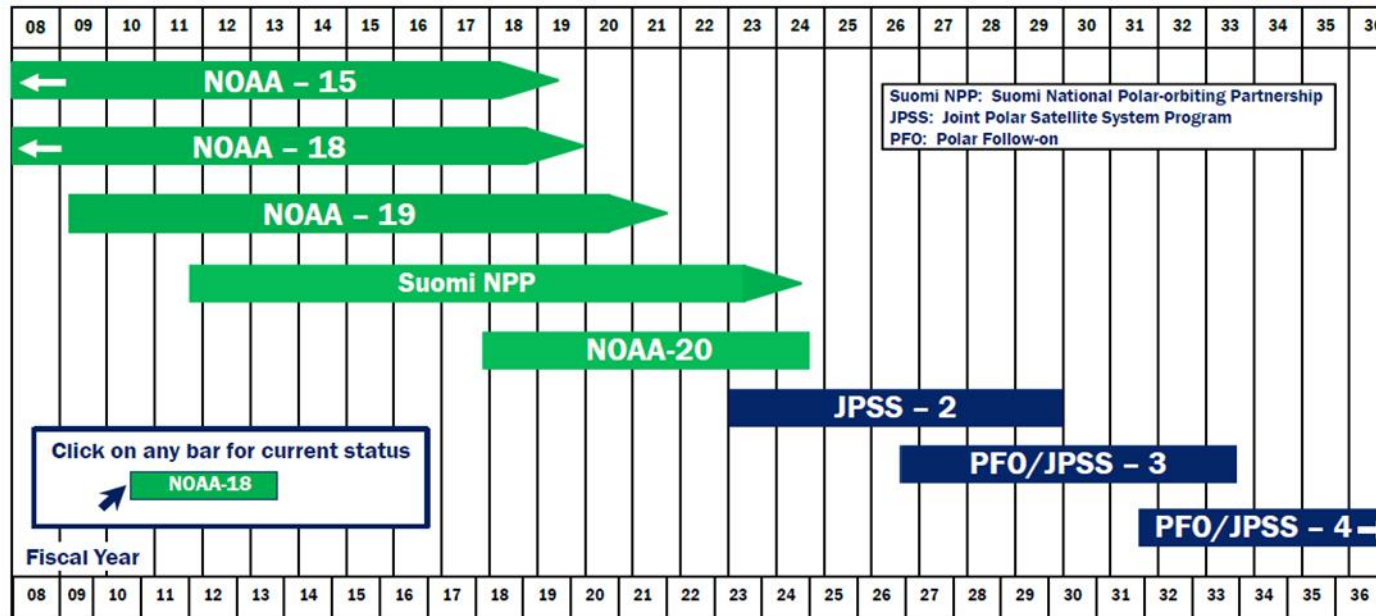 08 09 10 11 12 13 14 15 16 17 18 19 20 21 22 23 24 25 26 27 28 29 30 31 32 33 34 35 36
NOAA – 15
Suomi NPP: Suomi National Polar-orbiting Partnership
JPSS: Joint Polar Satellite System Program
PFO: Polar Follow-on
NOAA – 18
NOAA – 19
Suomi NPP
NOAA-20
JPSS – 2
Click on any bar for current status
NOAA-18
PFO/JPSS – 3
PFO/JPSS – 4
Fiscal Year
08 09 10 11 12 13 14 15 16 17 18 19 20 21 22 23 24 25 26 27 28 29 30 31 32 33 34 35 36